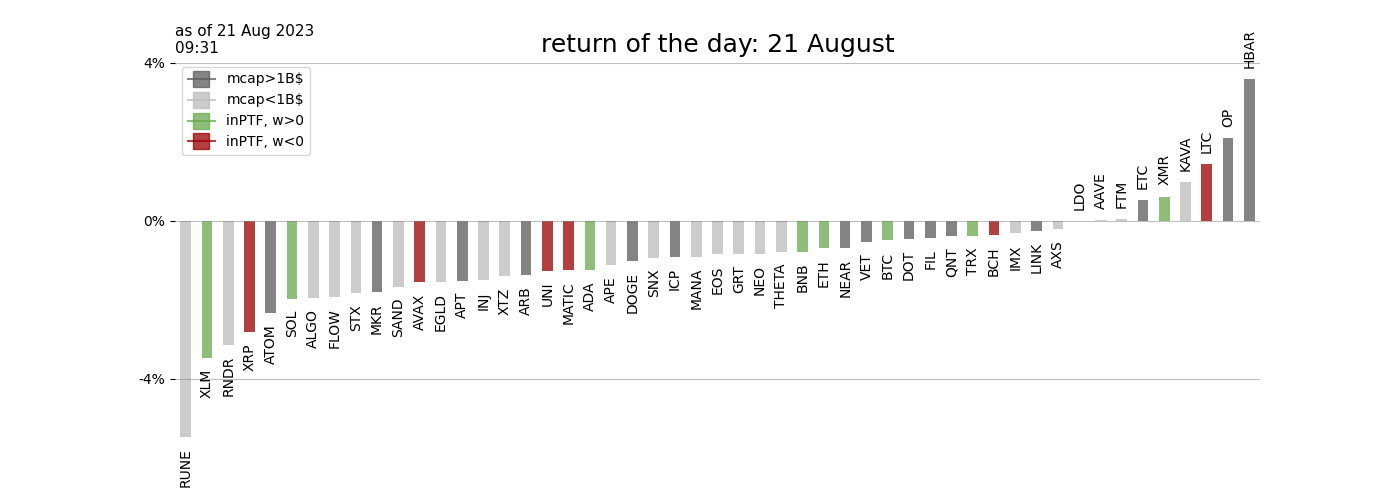 as of 21 Aug 2023
09:31
return of the day: 21 August
4%
0%
-4%
mcap>1B$
mcap<1B$
inPTF, w>0
inPTF, w<0
RUNE
XLM
RNDR
XRP
ATOM
SOL
ALGO
FLOW
STX
MKR
SAND
AVAX
EGLD
APT
INJ
XTZ
ARB
UNI
MATIC
ADA
APE
DOGE
SNX
ICP
MANA
EOS
GRT
NEO
THETA
BNB
ETH
NEAR
VET
BTC
DOT
FIL
QNT
TRX
BCH
IMX
LINK
AXS
LDO
AAVE
FTM
ETC
XMR
KAVA
LTC
OP
HBAR